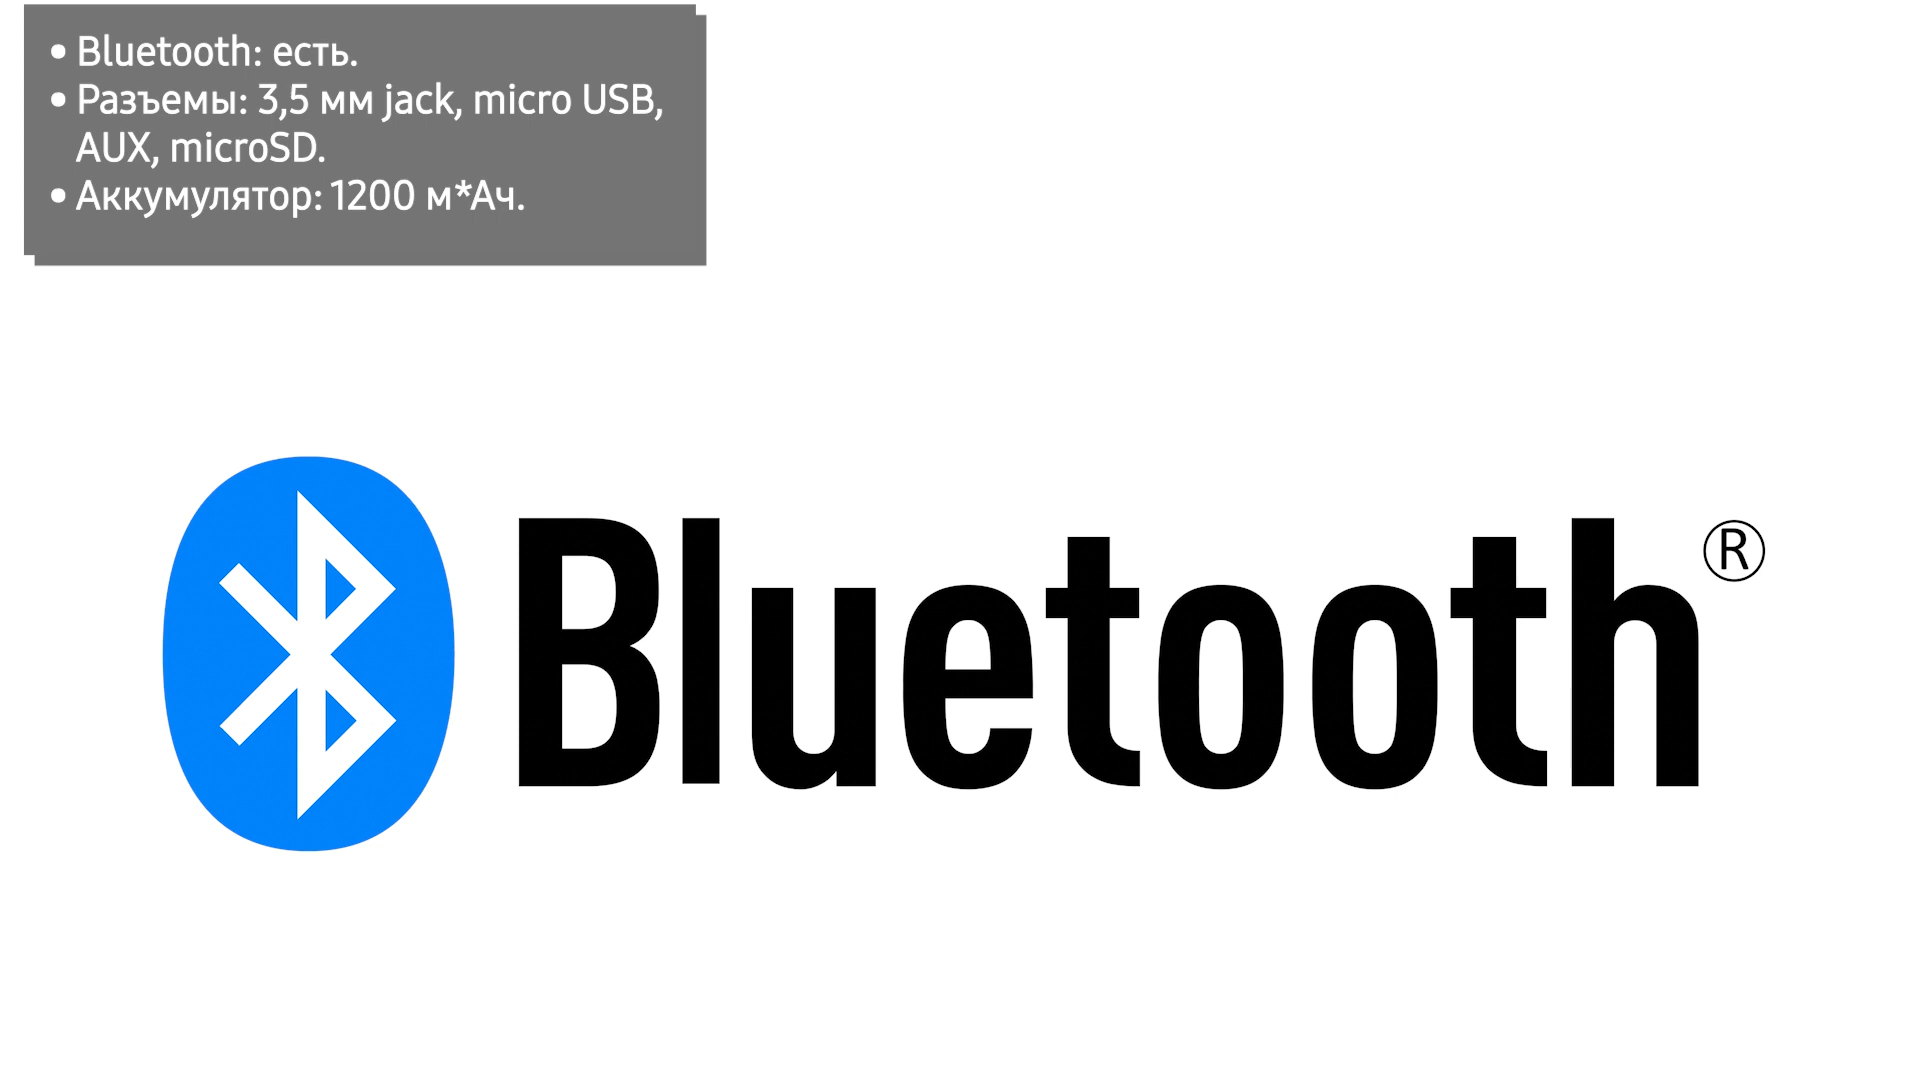 • Bluetooth: есть.
• Разъемы: 3,5 мм jack, micro USB,
AUX, microSD.
• Аккумулятор: 1200 м*Ач.
Bluetooth®